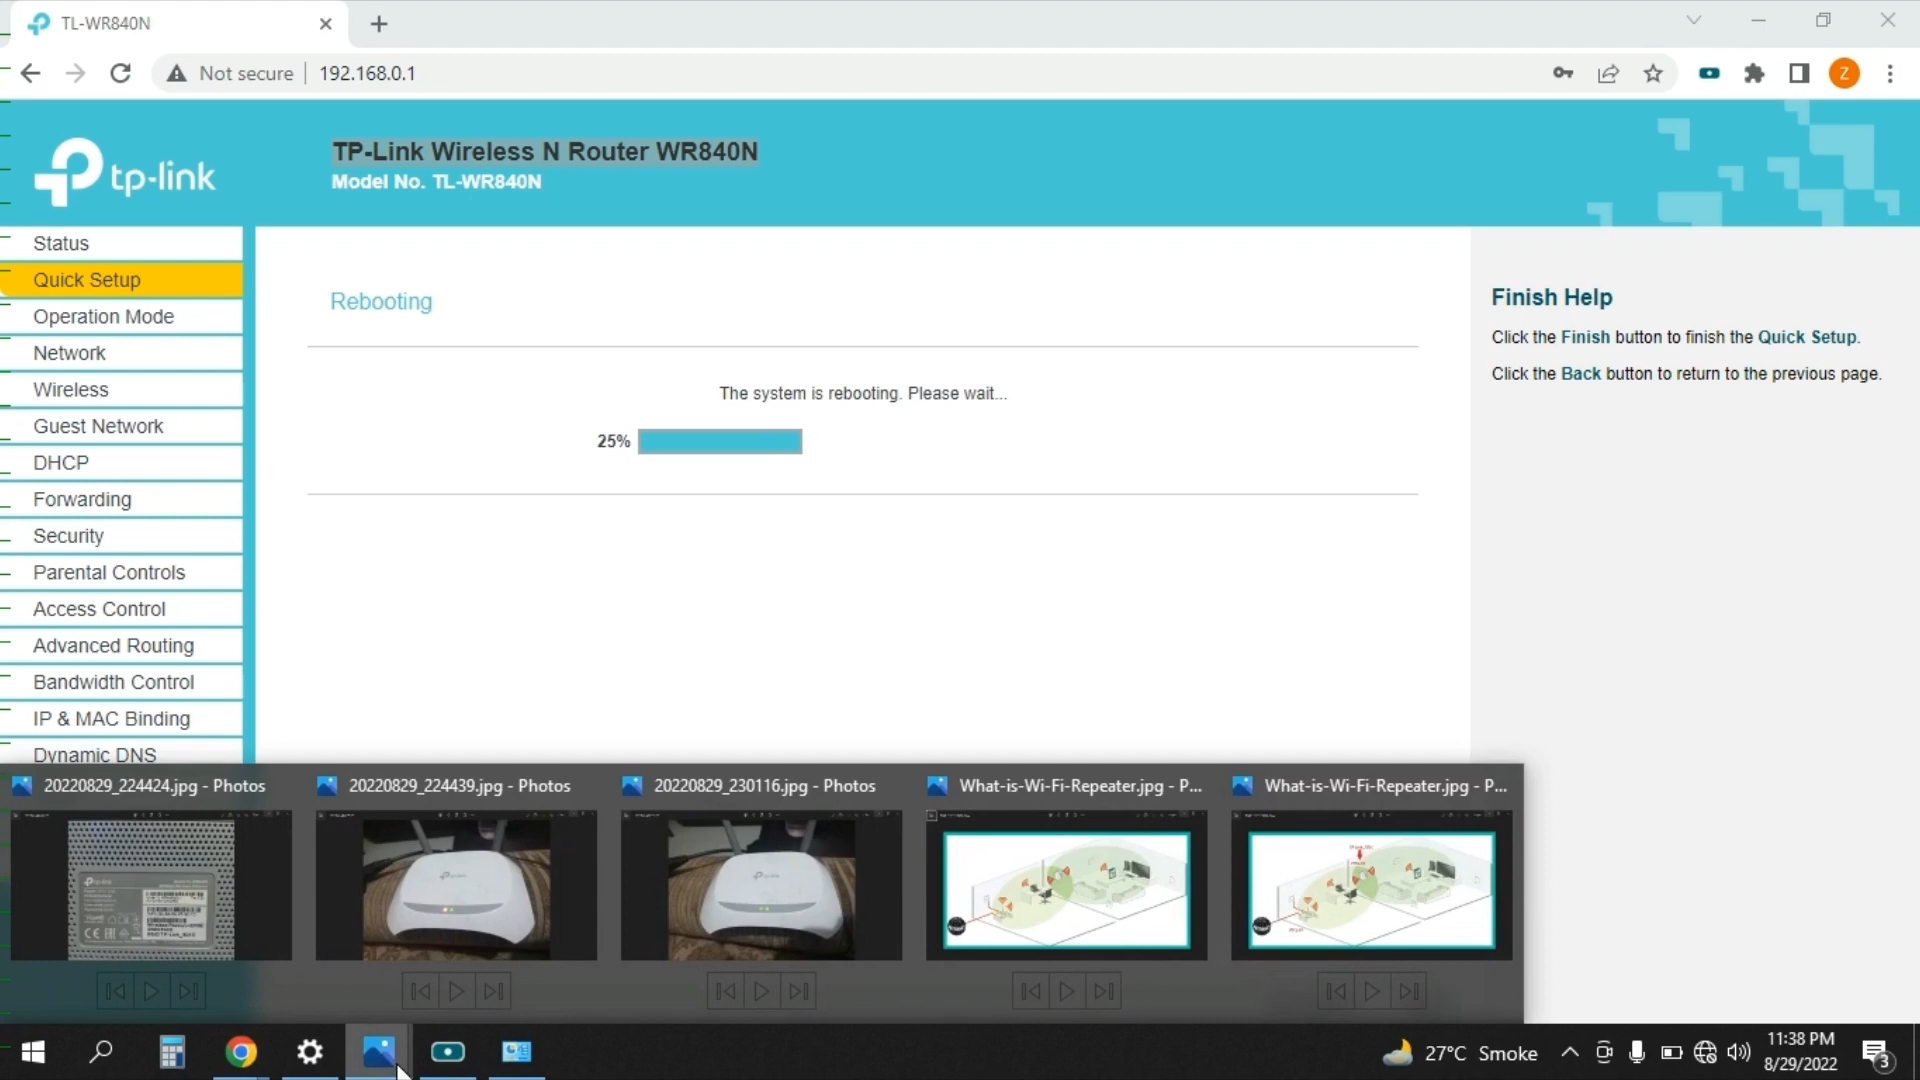 TL-WR840N
Not secure
192.168.0.1
Z
tp-link
TP-Link Wireless N Router WR840N
Model No. TL-WR840N
Status
Quick Setup
Operation Mode
Network
Wireless
Guest Network
DHCP
Forwarding
Security
Parental Controls
Access Control
Advanced Routing
Bandwidth Control
IP & MAC Binding
Dynamic DNS
Rebooting
The system is rebooting. Please wait...
25%
Finish Help
Click the Finish button to finish the Quick Setup.
Click the Back button to return to the previous page.
20220829_224424.jpg - Photos
20220829_224439.jpg - Photos
20220829_230116.jpg - Photos
What-is-Wi-Fi-Repeater.jpg - P...
What-is-Wi-Fi-Repeater.jpg - P...
27°C Smoke
11:38 PM
8/29/2022
3